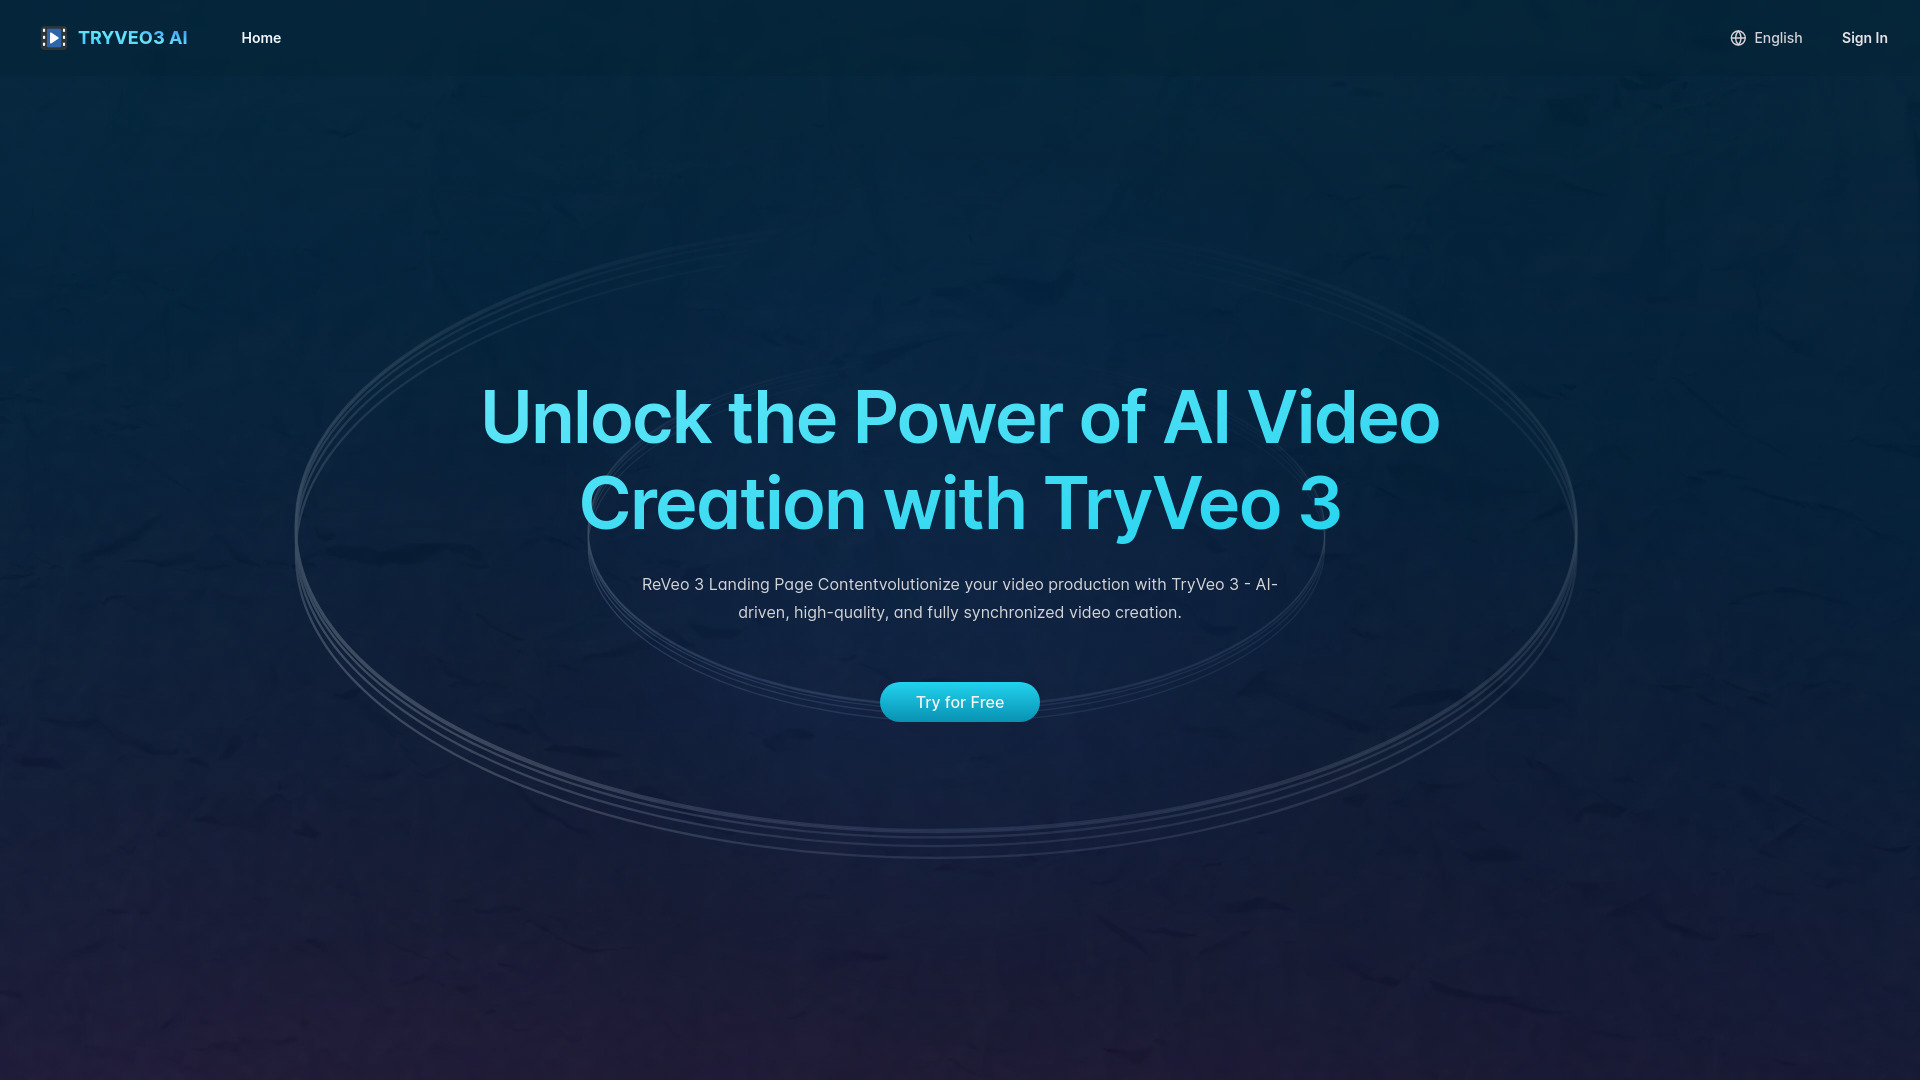 TRYVEO3 AI
Home
English
Sign In
Unlock the Power of AI Video
Creation with TryVeo 3
ReVeo 3 Landing Page Contentvolutionize your video production with TryVeo 3 - AI-
driven, high-quality, and fully synchronized video creation.
Try for Free